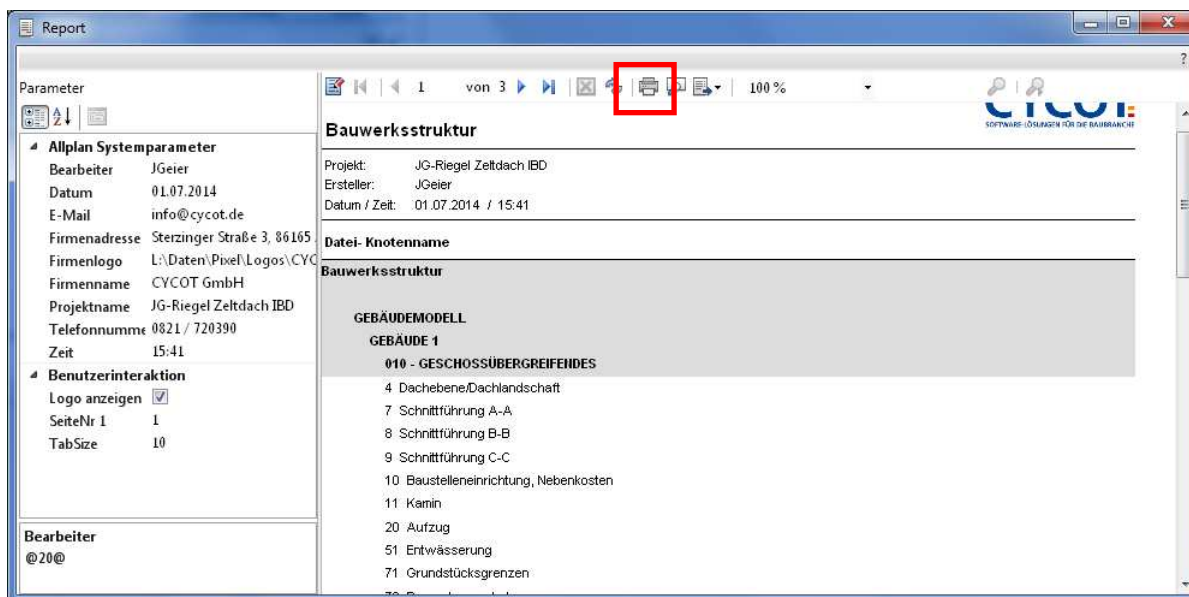 Report
?
Parameter
1 von 3 100 %
Allplan Systemparameter
Bearbeiter JGeier
Datum 01.07.2014
E-Mail info@cycot.de
Firmenadresse Sterzinger Straße 3, 86165
Firmenlogo L:\Daten\Pixel\Logos\CYC
Firmenname CYCOT GmbH
Projektname JG-Riegel Zeltdach IBD
Telefonnumme 0821 / 720390
Zeit 15:41
Benutzerinteraktion
Logo anzeigen
SeiteNr 1 1
TabSize 10
Bearbeiter
@20@
CYCOT
SOFTWARE-LÖSUNGEN FÜR DIE BAUBRANCHE
Bauwerksstruktur
Projekt: JG-Riegel Zeltdach IBD
Ersteller: JGeier
Datum / Zeit: 01.07.2014 / 15:41
Datei- Knotenname
Bauwerksstruktur
GEBÄUDEMODELL
GEBÄUDE 1
010 - GESCHOSSÜBERGREIFENDES
4 Dachebene/Dachlandschaft
7 Schnittführung A-A
8 Schnittführung B-B
9 Schnittführung C-C
10 Baustelleneinrichtung, Nebenkosten
11 Kamin
20 Aufzug
51 Entwässerung
71 Grundstücksgrenzen